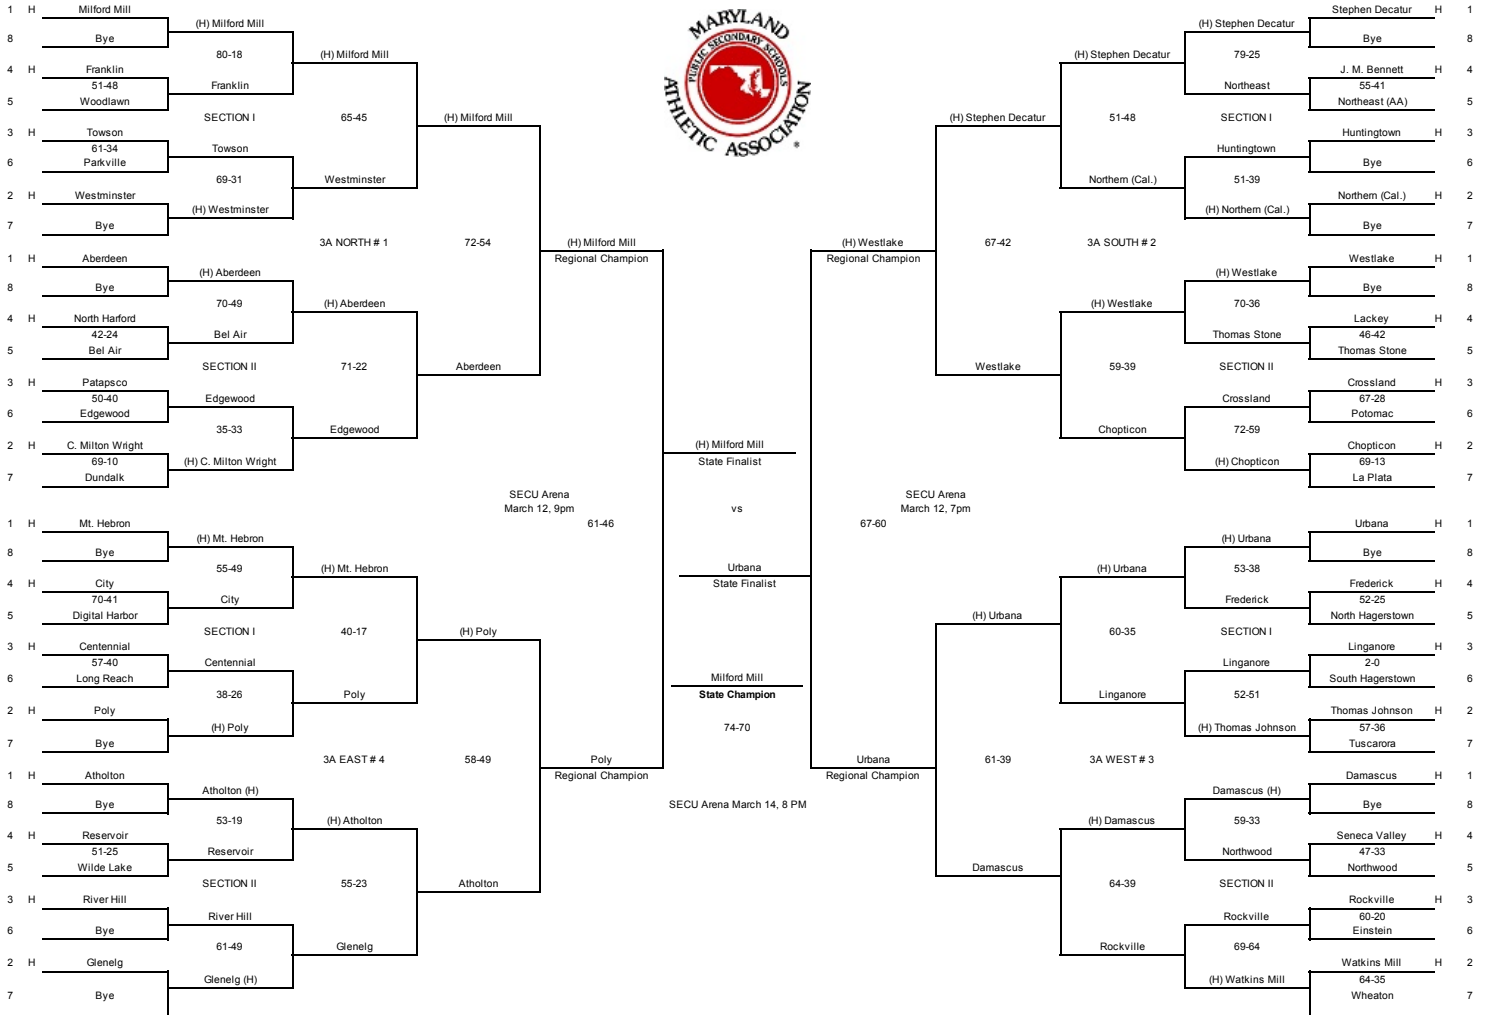 MARYLAND
PUBLIC SECONDARY SCHOOLS
ATHLETIC ASSOCIATION
®
1 H Milford Mill
8 Bye
4 H Franklin
51-48
5 Woodlawn
3 H Towson
61-34
6 Parkville
2 H Westminster
7 Bye
1 H Aberdeen
8 Bye
4 H North Harford
42-24
5 Bel Air
3 H Patapsco
50-40
6 Edgewood
2 H C. Milton Wright
69-10
7 Dundalk
1 H Mt. Hebron
8 Bye
4 H City
70-41
5 Digital Harbor
3 H Centennial
57-40
6 Long Reach
2 H Poly
7 Bye
1 H Atholton
8 Bye
4 H Reservoir
51-25
5 Wilde Lake
3 H River Hill
6 Bye
2 H Glenelg
7 Bye
(H) Milford Mill
80-18
Franklin
SECTION I
Towson
69-31
(H) Westminster
(H) Aberdeen
70-49
Bel Air
SECTION II
Edgewood
35-33
(H) C. Milton Wright
(H) Mt. Hebron
55-49
City
SECTION I
Centennial
38-26
(H) Poly
Atholton (H)
53-19
Reservoir
SECTION II
River Hill
61-49
Glenelg (H)
(H) Milford Mill
65-45
Westminster
3A NORTH # 1
(H) Aberdeen
71-22
Edgewood
(H) Mt. Hebron
40-17
Poly
3A EAST # 4
(H) Atholton
55-23
Glenelg
(H) Milford Mill
72-54
Aberdeen
(H) Poly
58-49
Atholton
(H) Milford Mill
Regional Champion
SECU Arena
March 12, 9pm
61-46
Poly
Regional Champion
(H) Milford Mill
State Finalist
vs
Urbana
State Finalist
Milford Mill
State Champion
74-70
SECU Arena March 14, 8 PM
(H) Westlake
Regional Champion
SECU Arena
March 12, 7pm
67-60
Urbana
Regional Champion
(H) Stephen Decatur
67-42
Westlake
(H) Urbana
61-39
Damascus
(H) Stephen Decatur
51-48
Northern (Cal.)
3A SOUTH # 2
(H) Westlake
59-39
Chopticon
(H) Urbana
60-35
Linganore
3A WEST # 3
(H) Damascus
64-39
Rockville
(H) Stephen Decatur
79-25
Northeast
SECTION I
Huntingtown
51-39
(H) Northern (Cal.)
(H) Westlake
70-36
Thomas Stone
SECTION II
Crossland
72-59
(H) Chopticon
(H) Urbana
53-38
Frederick
SECTION I
Linganore
52-51
(H) Thomas Johnson
Damascus (H)
59-33
Northwood
SECTION II
Rockville
69-64
(H) Watkins Mill
Stephen Decatur H 1
Bye 8
J. M. Bennett H 4
55-41
Northeast (AA) 5
Huntingtown H 3
Bye 6
Northern (Cal.) H 2
Bye 7
Westlake H 1
Bye 8
Lackey H 4
46-42
Thomas Stone 5
Crossland H 3
67-28
Potomac 6
Chopticon H 2
69-13
La Plata 7
Urbana H 1
Bye 8
Frederick H 4
52-25
North Hagerstown 5
Linganore H 3
2-0
South Hagerstown 6
Thomas Johnson H 2
57-36
Tuscarora 7
Damascus H 1
Bye 8
Seneca Valley H 4
47-33
Northwood 5
Rockville H 3
60-20
Einstein 6
Watkins Mill H 2
64-35
Wheaton 7